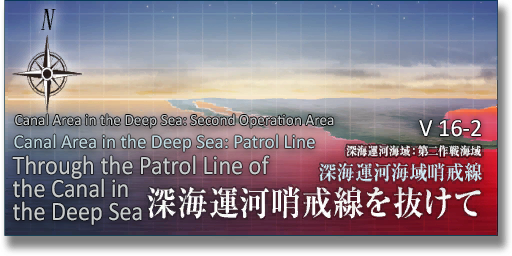 N
Canal Area in the Deep Sea: Second Operation Area
Canal Area in the Deep Sea: Patrol Line
Through the Patrol Line of
the Canal in
the Deep Sea
V 16-2
深海運河海域:第二作戦海域
深海運河海域哨戒線
深海運河哨戒線を抜けて